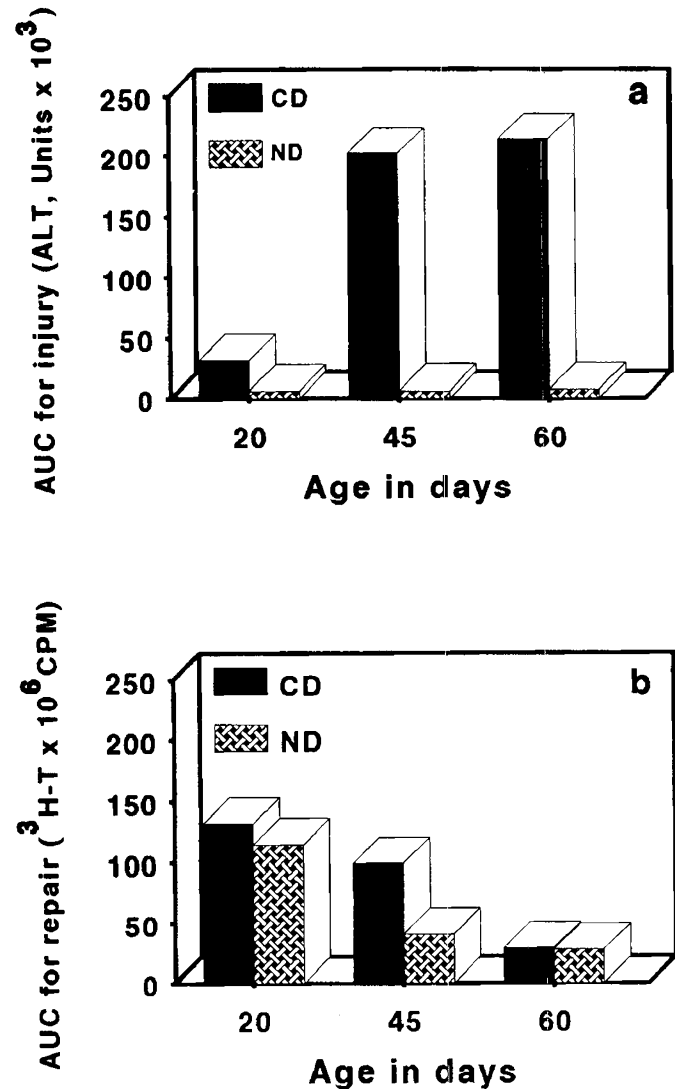 AUC for injury (ALT, Units x 10³)
a
250
CD
200
ND
150
100
50
0
20 45 60
Age in days
AUC for repair (³H-T x 10⁶ CPM)
b
250
CD
200
ND
150
100
50
0
20 45 60
Age in days